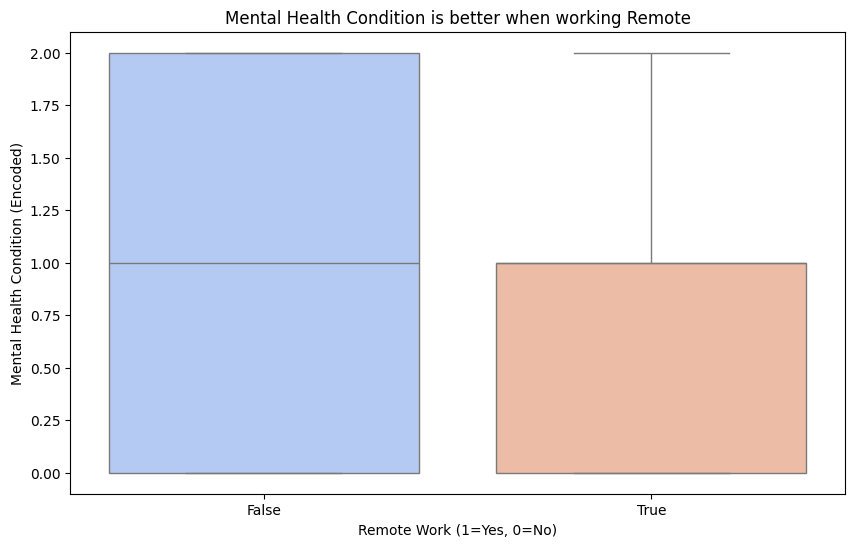 Mental Health Condition is better when working Remote
Mental Health Condition (Encoded)
2.00
1.75
1.50
1.25
1.00
0.75
0.50
0.25
0.00
False True
Remote Work (1=Yes, 0=No)